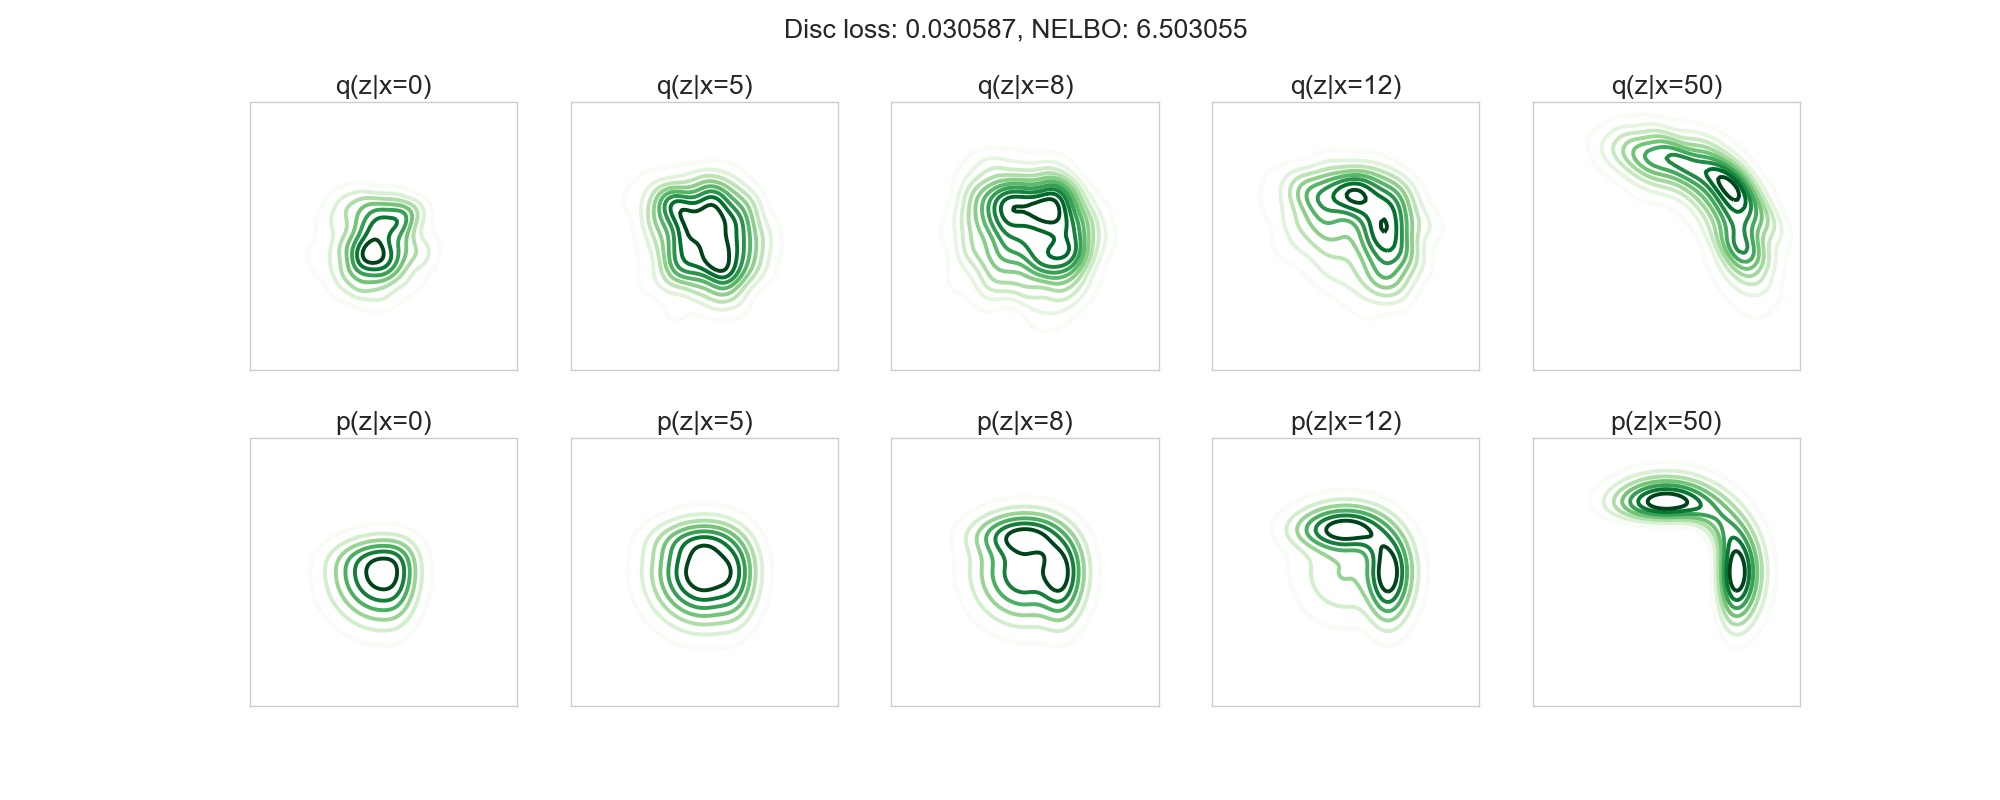 Disc loss: 0.030587, NELBO: 6.503055
q(z|x=0) q(z|x=5) q(z|x=8) q(z|x=12) q(z|x=50)
p(z|x=0) p(z|x=5) p(z|x=8) p(z|x=12) p(z|x=50)